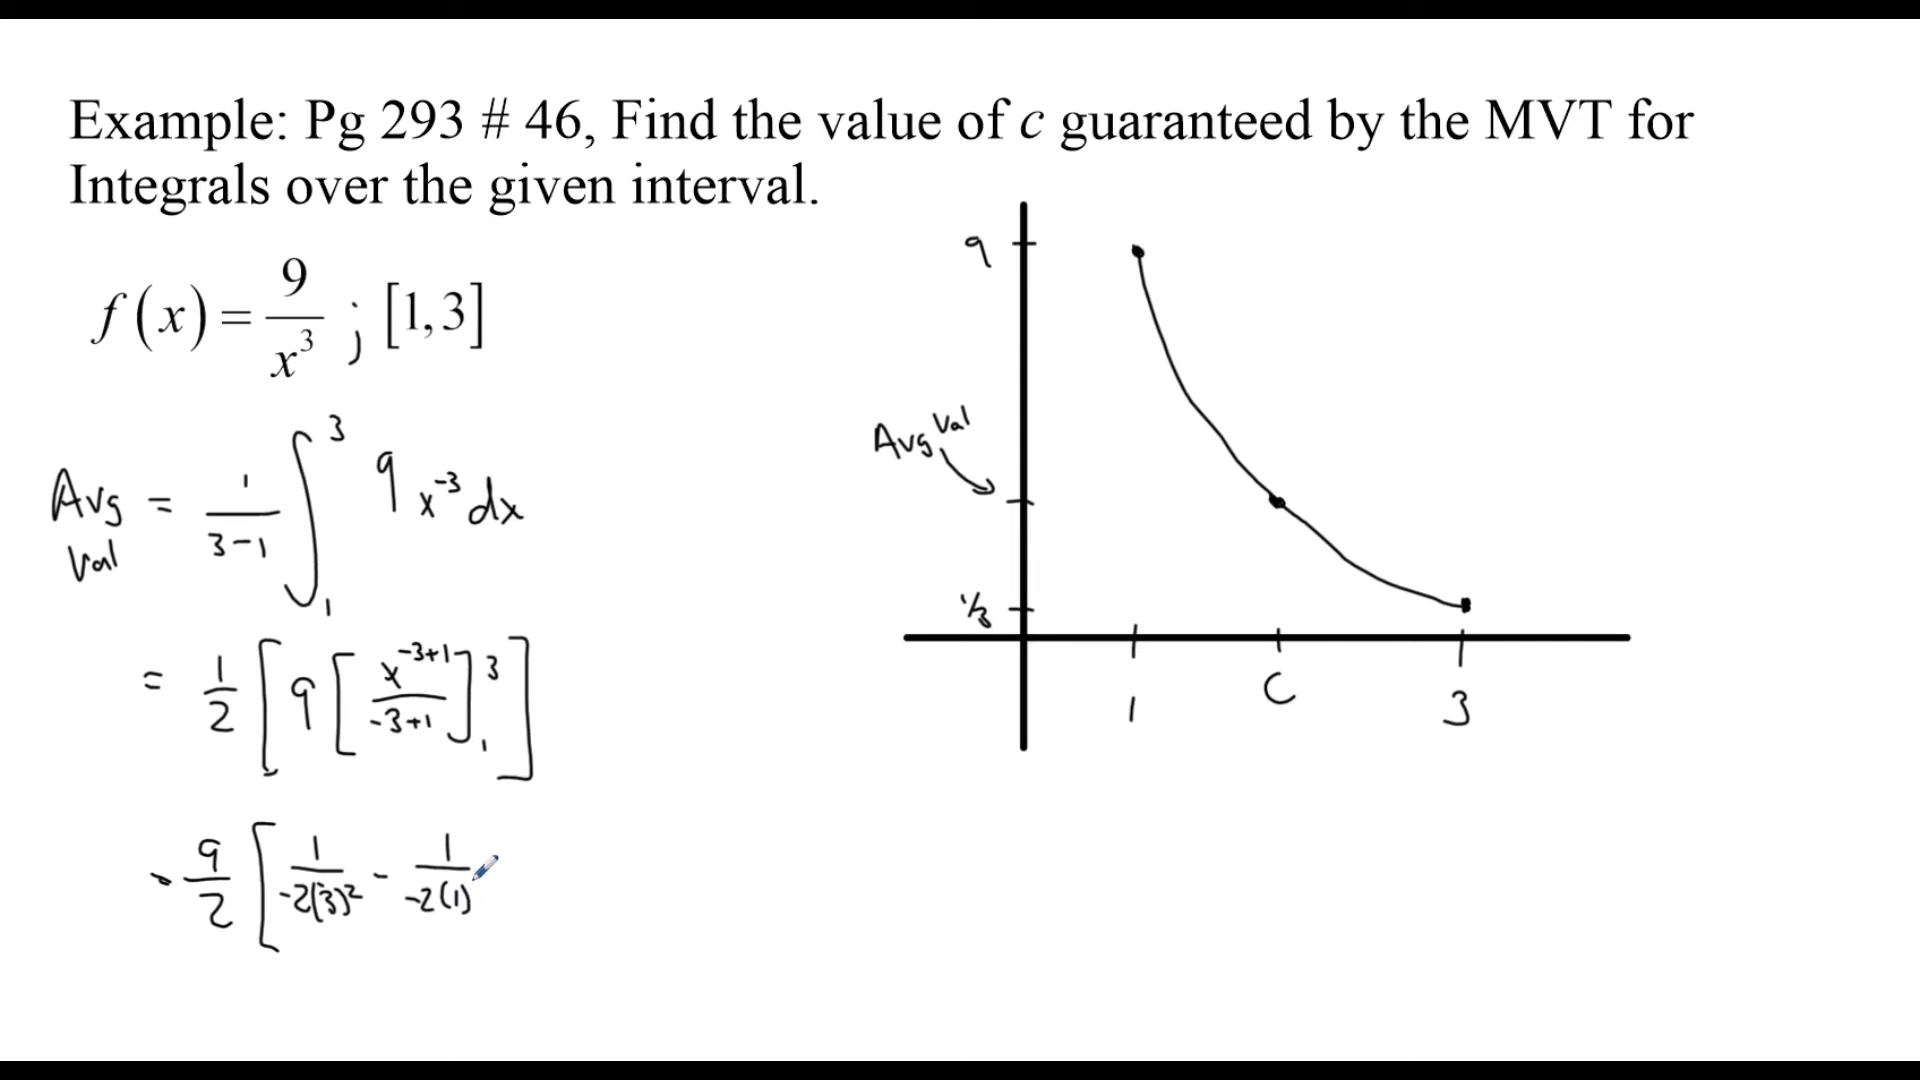 Example: Pg 293 # 46, Find the value of c guaranteed by the MVT for
Integrals over the given interval.
f(x) = 9/x³ ; [1,3]
Avg Val = 1/(3-1) ∫₁³ 9x⁻³ dx
= 1/2 [9 [x⁻³⁺¹/(-3+1)]₁³]
= 9/2 [1/(-2(3)²) - 1/(-2(1)
9
Avg Val
1/3
1
C
3